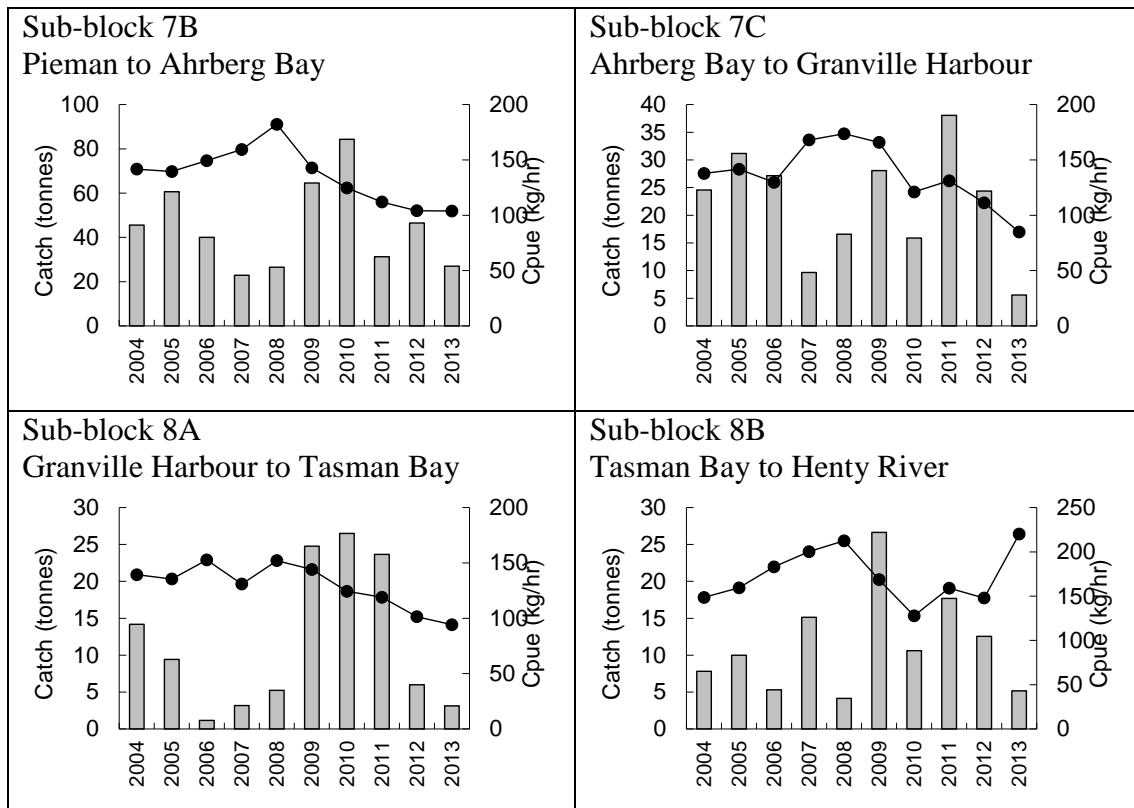 Sub-block 7B
Pieman to Ahrberg Bay
100
80
60
40
20
0
Catch (tonnes)
200
150
100
50
0
Cpue (kg/hr)
2004 2005 2006 2007 2008 2009 2010 2011 2012 2013
Sub-block 7C
Ahrberg Bay to Granville Harbour
40
35
30
25
20
15
10
5
0
Catch (tonnes)
200
150
100
50
0
Cpue (kg/hr)
2004 2005 2006 2007 2008 2009 2010 2011 2012 2013
Sub-block 8A
Granville Harbour to Tasman Bay
30
25
20
15
10
5
0
Catch (tonnes)
200
150
100
50
0
Cpue (kg/hr)
2004 2005 2006 2007 2008 2009 2010 2011 2012 2013
Sub-block 8B
Tasman Bay to Henty River
30
25
20
15
10
5
0
Catch (tonnes)
250
200
150
100
50
0
Cpue (kg/hr)
2004 2005 2006 2007 2008 2009 2010 2011 2012 2013